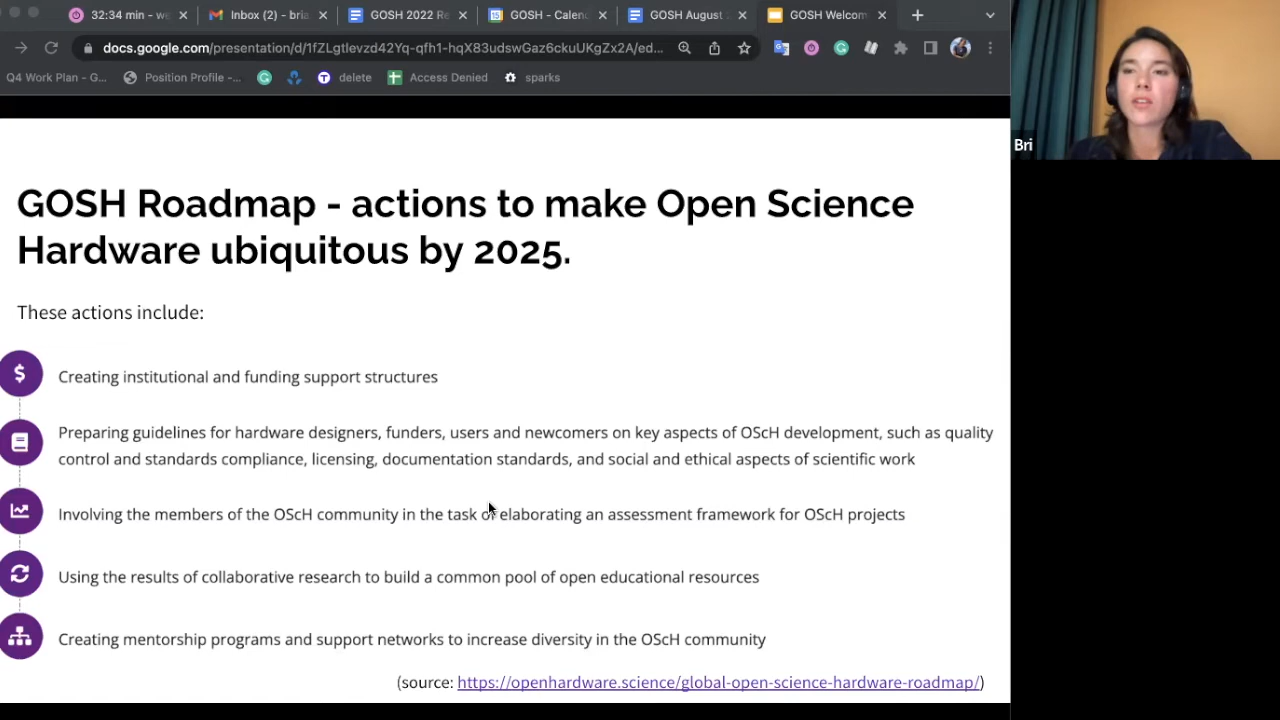 32:34 min - w
Inbox (2) - bria
GOSH 2022 Re
GOSH - Calend
GOSH August
GOSH Welcom
docs.google.com/presentation/d/1fZLgtlevzd42Yq-qfh1-hqX83udswGaz6ckuUKgZx2A/ed...
Q4 Work Plan - G...
Position Profile -...
delete
Access Denied
sparks
Bri
GOSH Roadmap - actions to make Open Science
Hardware ubiquitous by 2025.
These actions include:
$
Creating institutional and funding support structures
Preparing guidelines for hardware designers, funders, users and newcomers on key aspects of OScH development, such as quality
control and standards compliance, licensing, documentation standards, and social and ethical aspects of scientific work
Involving the members of the OScH community in the task of elaborating an assessment framework for OScH projects
Using the results of collaborative research to build a common pool of open educational resources
Creating mentorship programs and support networks to increase diversity in the OScH community
(source: https://openhardware.science/global-open-science-hardware-roadmap/)